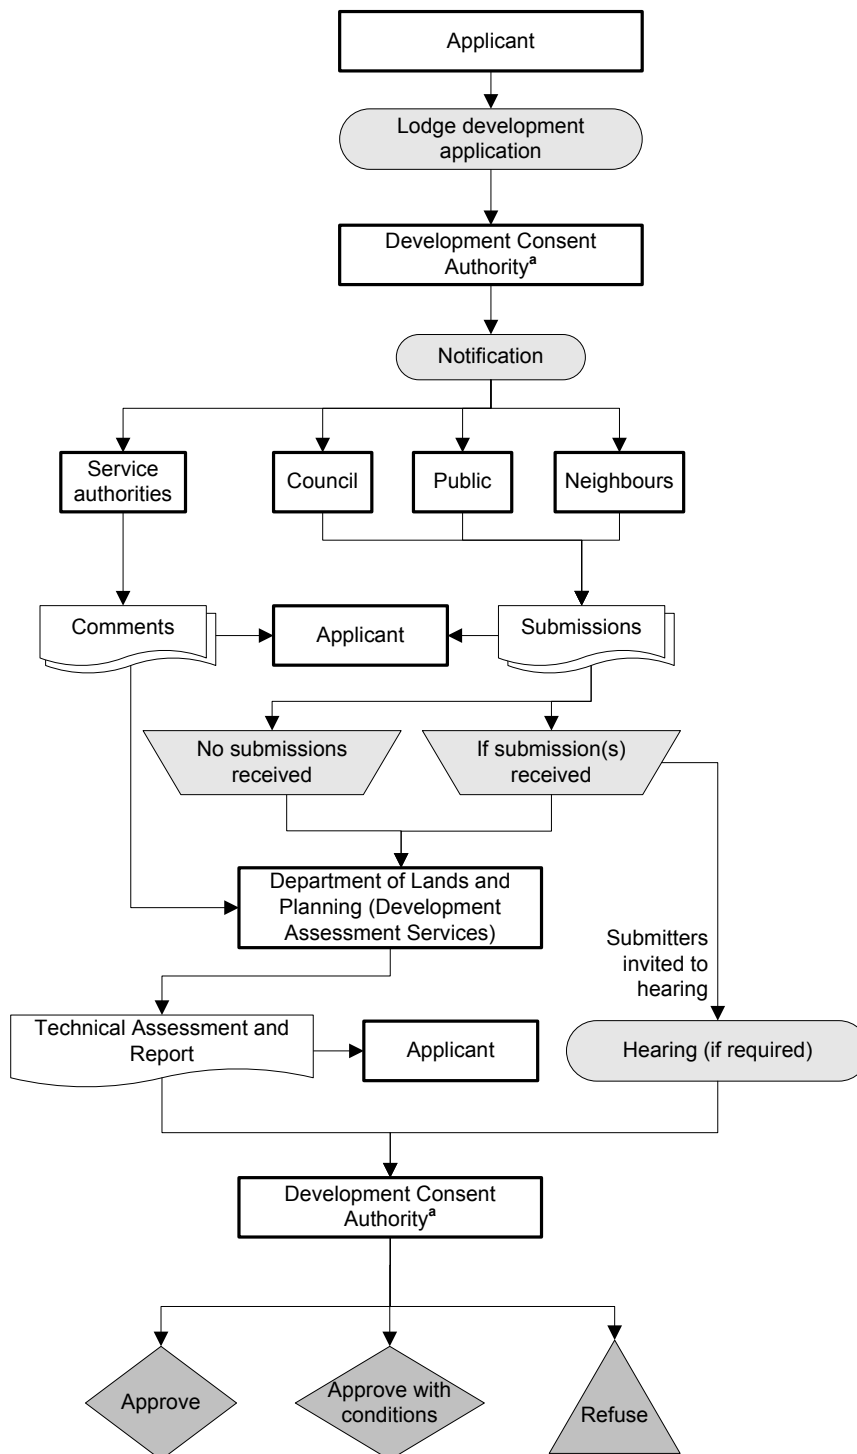 Applicant
Lodge development
application
Development Consent
Authorityᵃ
Notification
Service
authorities
Council
Public
Neighbours
Comments
Applicant
Submissions
No submissions
received
If submission(s)
received
Department of Lands and
Planning (Development
Assessment Services)
Submitters
invited to
hearing
Technical Assessment and
Report
Applicant
Hearing (if required)
Development Consent
Authorityᵃ
Approve
Approve with
conditions
Refuse